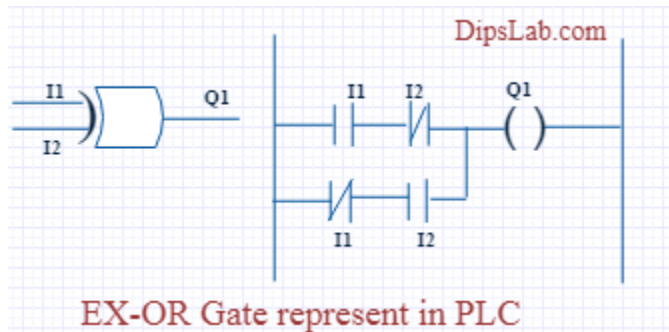 DipsLab.com
I1
I2
Q1
I1
I2
Q1
I1
I2
EX-OR Gate represent in PLC